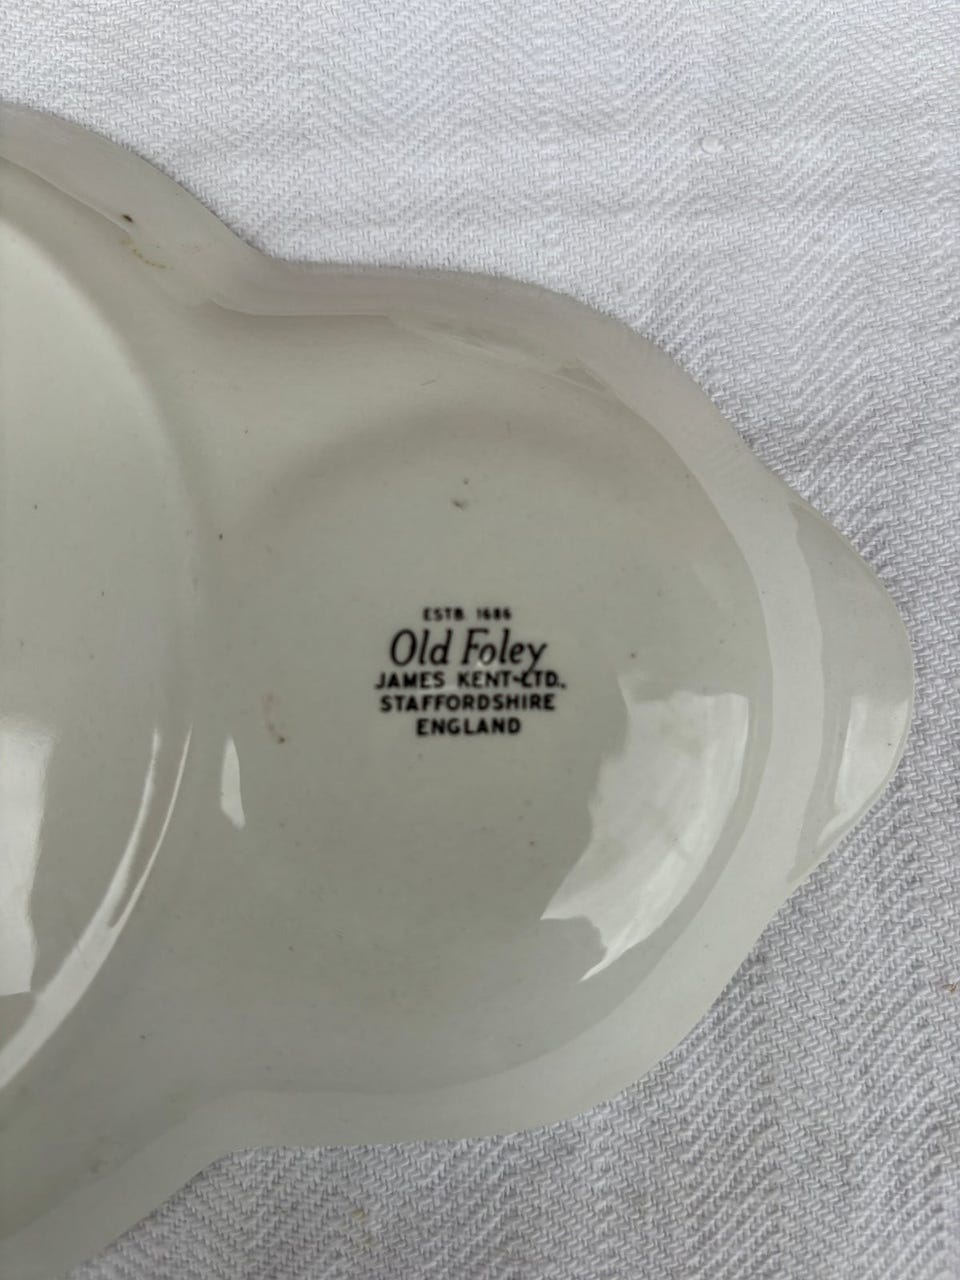 ESTB 1686
Old Foley
JAMES KENT LTD.
STAFFORDSHIRE
ENGLAND